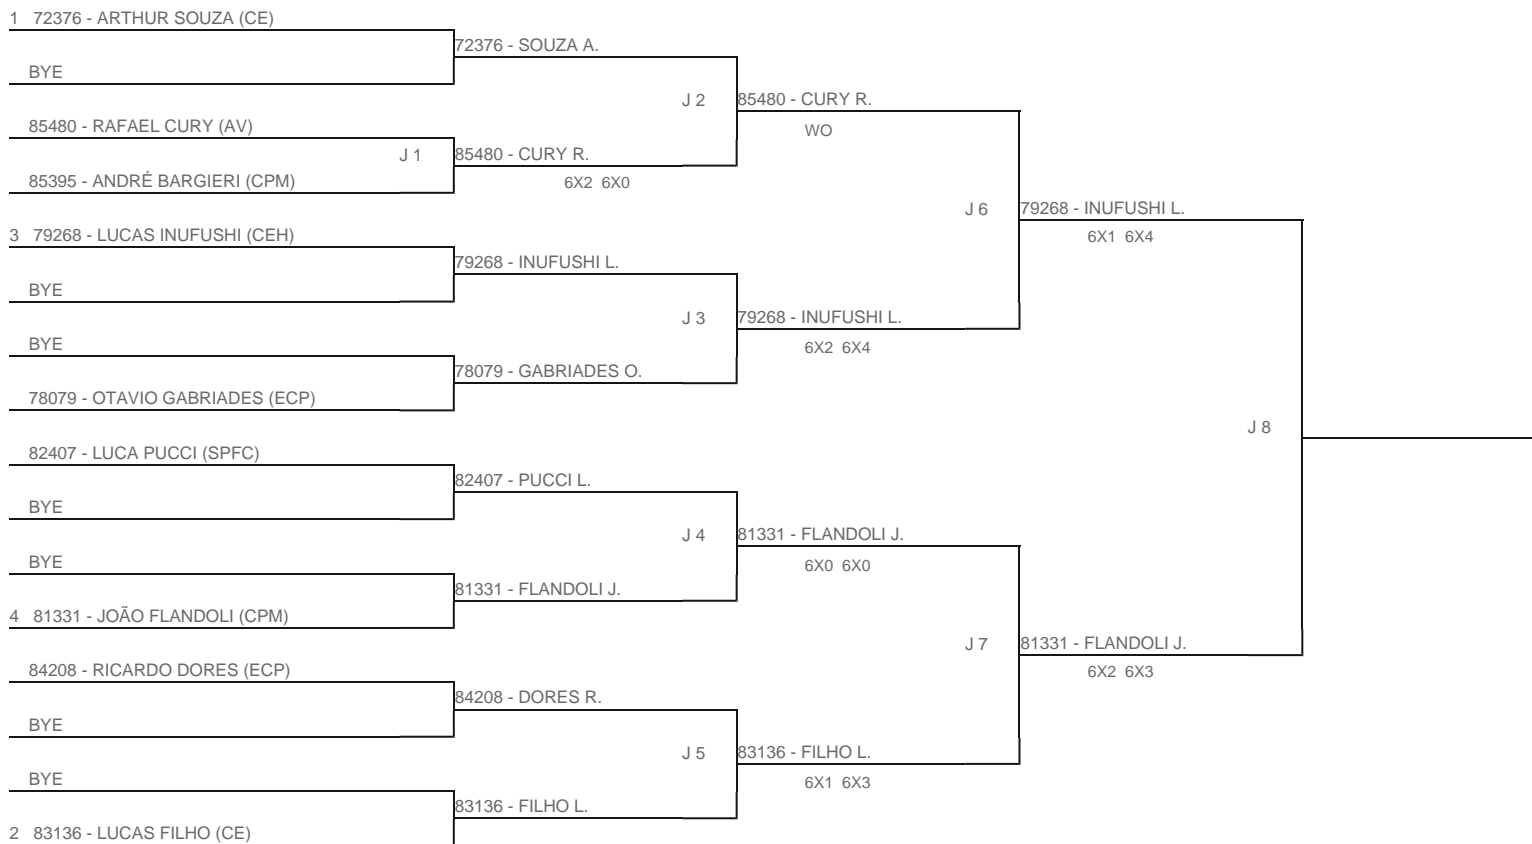 1 72376 - ARTHUR SOUZA (CE)
72376 - SOUZA A.
BYE
J 2
85480 - CURY R.
85480 - RAFAEL CURY (AV)
WO
J 1
85480 - CURY R.
85395 - ANDRÉ BARGIERI (CPM)
6X2 6X0
J 6
79268 - INUFUSHI L.
3 79268 - LUCAS INUFUSHI (CEH)
6X1 6X4
79268 - INUFUSHI L.
BYE
J 3
79268 - INUFUSHI L.
BYE
6X2 6X4
78079 - GABRIADES O.
78079 - OTAVIO GABRIADES (ECP)
J 8
82407 - LUCA PUCCI (SPFC)
82407 - PUCCI L.
BYE
J 4
81331 - FLANDOLI J.
BYE
6X0 6X0
81331 - FLANDOLI J.
4 81331 - JOÃO FLANDOLI (CPM)
J 7
81331 - FLANDOLI J.
84208 - RICARDO DORES (ECP)
6X2 6X3
84208 - DORES R.
BYE
J 5
83136 - FILHO L.
BYE
6X1 6X3
83136 - FILHO L.
2 83136 - LUCAS FILHO (CE)